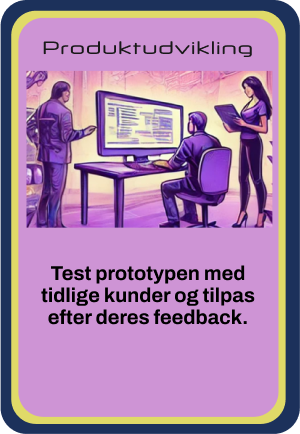 Produktudvikling
Test prototypen med
tidlige kunder og tilpas
efter deres feedback.